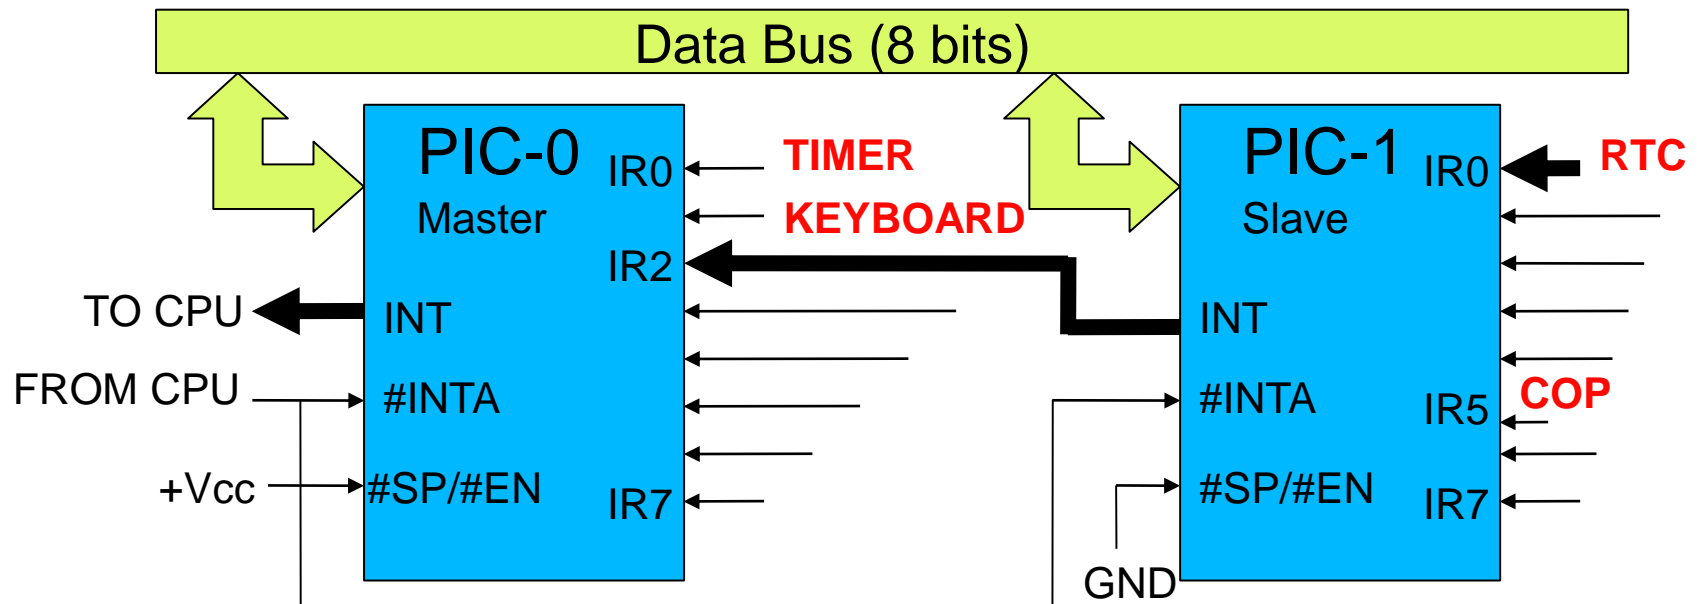 Data Bus (8 bits)
PIC-0
Master
IR0
TIMER
KEYBOARD
IR2
TO CPU
INT
FROM CPU
#INTA
+Vcc
#SP/#EN
IR7
PIC-1
Slave
IR0
RTC
INT
#INTA
IR5
COP
#SP/#EN
IR7
GND